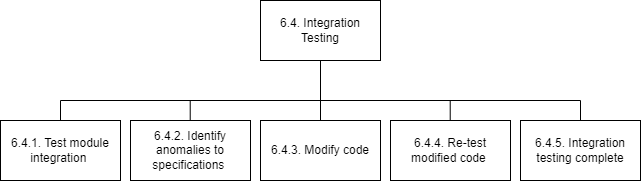 6.4. Integration
Testing
6.4.1. Test module
integration
6.4.2. Identify
anomalies to
specifications
6.4.3. Modify code
6.4.4. Re-test
modified code
6.4.5. Integration
testing complete